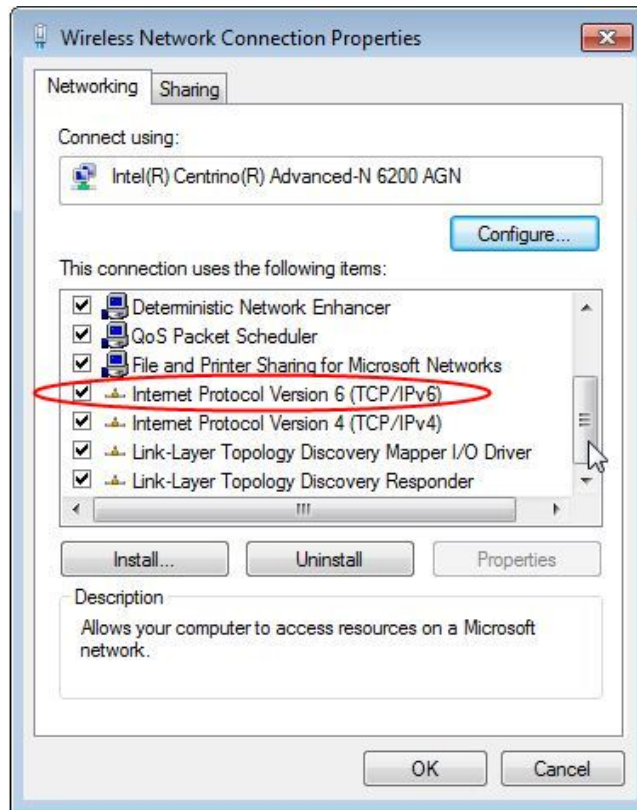 Wireless Network Connection Properties
Networking
Sharing
Connect using:
Intel(R) Centrino(R) Advanced-N 6200 AGN
Configure...
This connection uses the following items:
Deterministic Network Enhancer
QoS Packet Scheduler
File and Printer Sharing for Microsoft Networks
Internet Protocol Version 6 (TCP/IPv6)
Internet Protocol Version 4 (TCP/IPv4)
Link-Layer Topology Discovery Mapper I/O Driver
Link-Layer Topology Discovery Responder
Install...
Uninstall
Properties
Description
Allows your computer to access resources on a Microsoft
network.
OK
Cancel